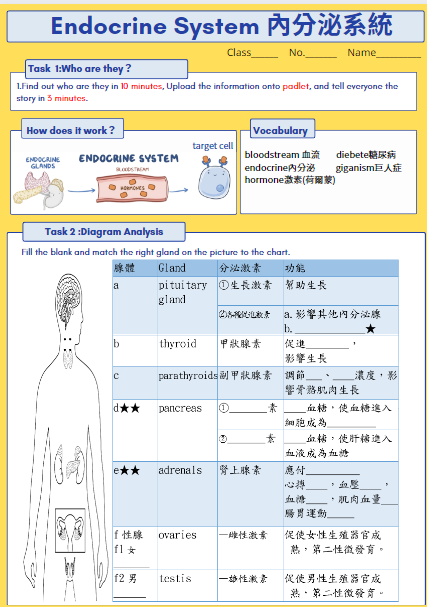 Endocrine System 內分泌系統
Class_____ No.____ Name________
Task 1:Who are they？
1.Find out who are they in 10 minutes, Upload the information onto padlet, and tell everyone the
story in 5 minutes.
How does it work？
ENDOCRINE
GLANDS
ENDOCRINE SYSTEM
BLOODSTREAM
HORMONES
target cell
Vocabulary
bloodstream 血流 diebete糖尿病
endocrine內分泌 giganism巨人症
hormone激素(荷爾蒙)
Task 2 :Diagram Analysis
Fill the blank and match the right gland on the picture to the chart.
腺體 Gland 分泌激素 功能
a pituitary gland ①生長激素 幫助生長
②各種促進激素 a. 影響其他內分泌腺
b. ____________★
b thyroid 甲狀腺素 促進________，
影響生長
c parathyroids 副甲狀腺素 調節___、____濃度，影
響骨骼肌肉生長
d★★ pancreas ①_______素 ____血糖，使血糖進入
細胞成為_________
②_______素 ____血糖，使肝糖進入
血液成為血糖
e★★ adrenals 腎上腺素 應付__________
心搏____，血壓____，
血糖____，肌肉血量___
腸胃運動_____
f 性腺
f1 女
______
ovaries 雌性激素 促使女性生殖器官成
熟，第二性徵發育。
f2 男
______
testis 雄性激素 促使男性生殖器官成
熟，第二性徵發育。